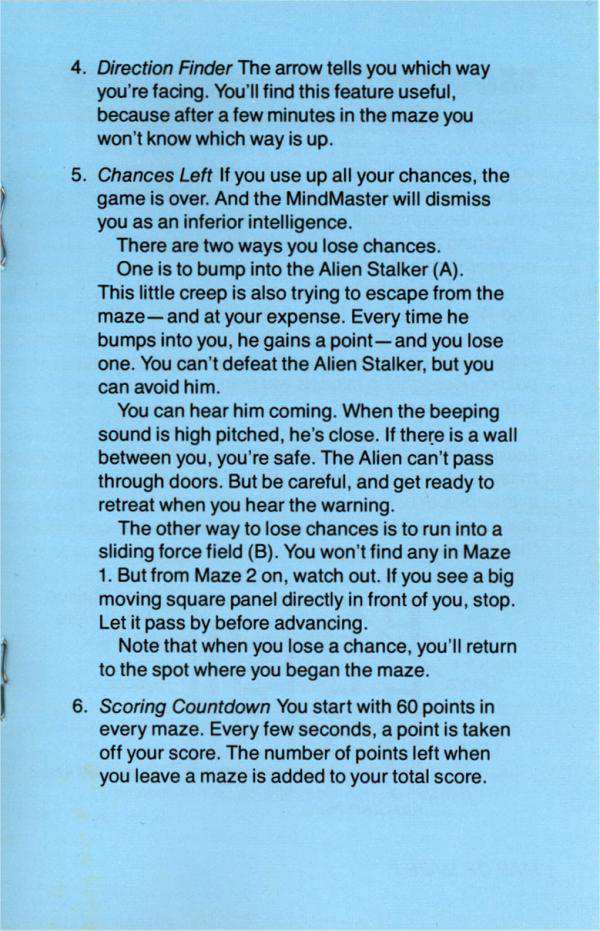 4. Direction Finder The arrow tells you which way
you're facing. You'll find this feature useful,
because after a few minutes in the maze you
won't know which way is up.
5. Chances Left If you use up all your chances, the
game is over. And the MindMaster will dismiss
you as an inferior intelligence.
There are two ways you lose chances.
One is to bump into the Alien Stalker (A).
This little creep is also trying to escape from the
maze—and at your expense. Every time he
bumps into you, he gains a point—and you lose
one. You can't defeat the Alien Stalker, but you
can avoid him.
You can hear him coming. When the beeping
sound is high pitched, he's close. If there is a wall
between you, you're safe. The Alien can't pass
through doors. But be careful, and get ready to
retreat when you hear the warning.
The other way to lose chances is to run into a
sliding force field (B). You won't find any in Maze
1. But from Maze 2 on, watch out. If you see a big
moving square panel directly in front of you, stop.
Let it pass by before advancing.
Note that when you lose a chance, you'll return
to the spot where you began the maze.
6. Scoring Countdown You start with 60 points in
every maze. Every few seconds, a point is taken
off your score. The number of points left when
you leave a maze is added to your total score.